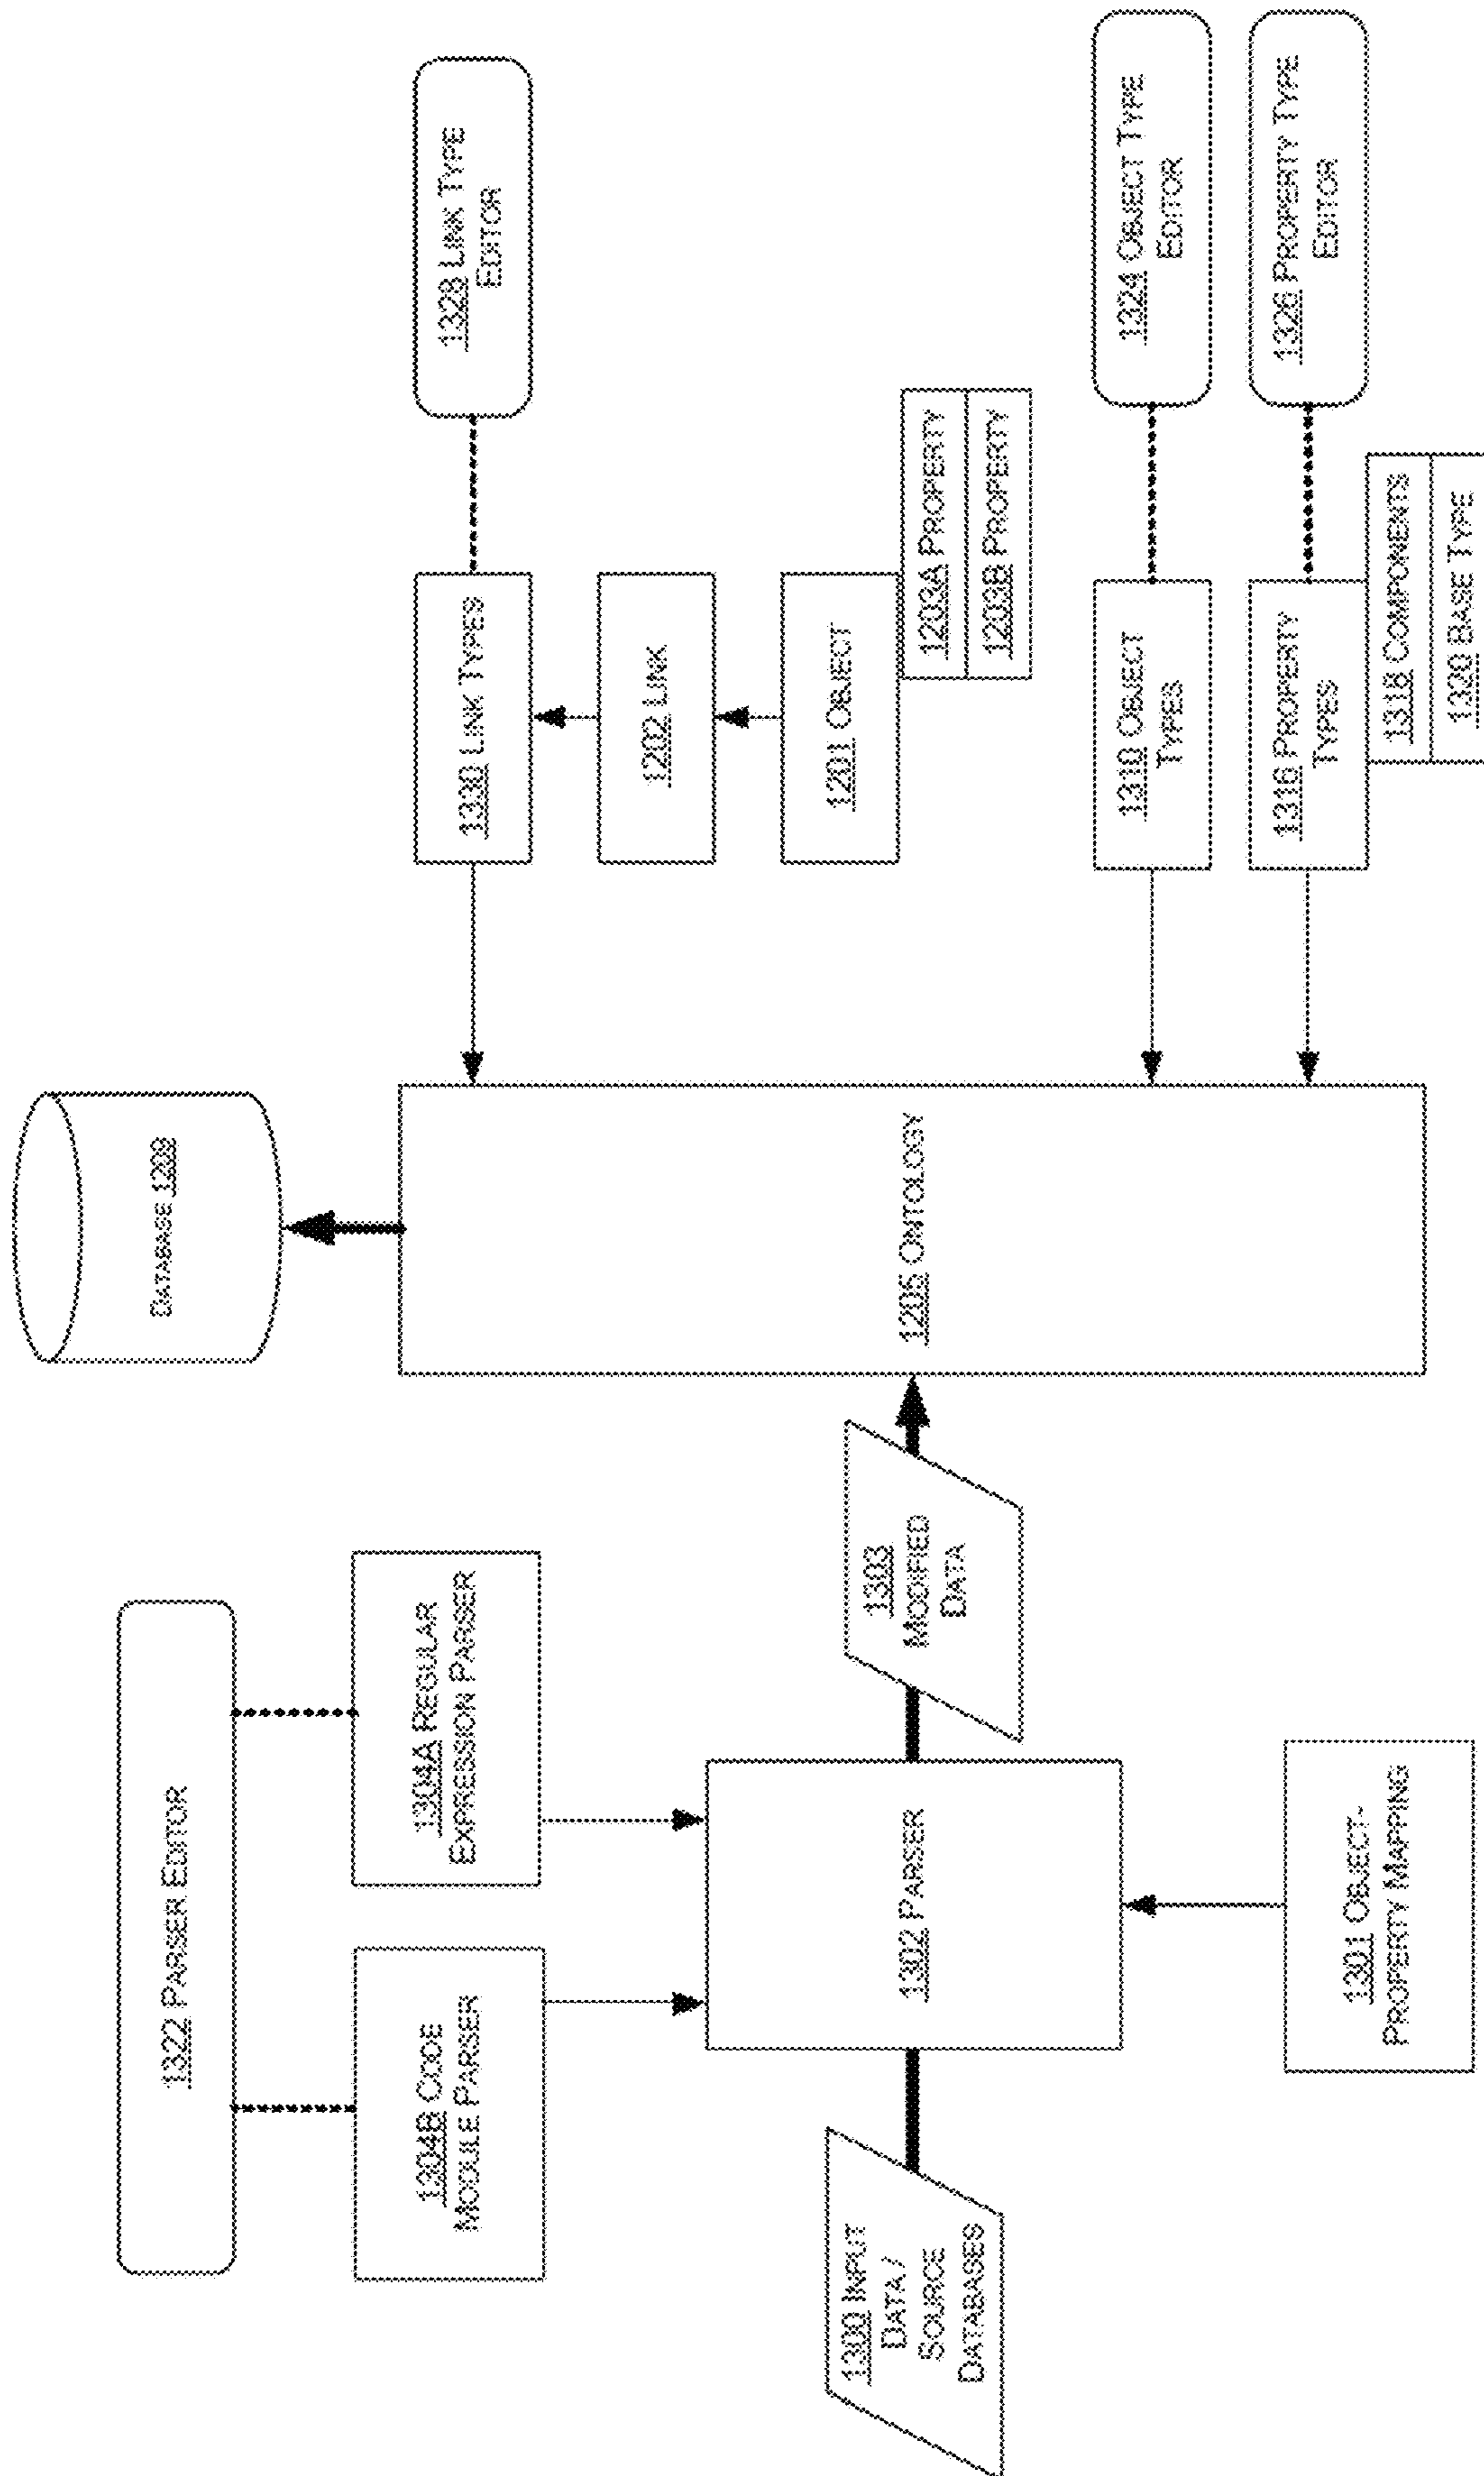 1322 PARSER EDITOR
DATABASE 1209
1304B CODE
MODULE PARSER
1304A REGULAR
EXPRESSION PARSER
1330 LINK TYPES
1328 LINK TYPE
EDITOR
1202 LINK
1300 INPUT
DATA /
SOURCE
DATABASES
1302 PARSER
1303
MODIFIED
DATA
1205 ONTOLOGY
1201 OBJECT
1203A PROPERTY
1203B PROPERTY
1310 OBJECT
TYPES
1324 OBJECT TYPE
EDITOR
1301 OBJECT-
PROPERTY MAPPING
1316 PROPERTY
TYPES
1326 PROPERTY TYPE
EDITOR
1318 COMPONENTS
1320 BASE TYPE